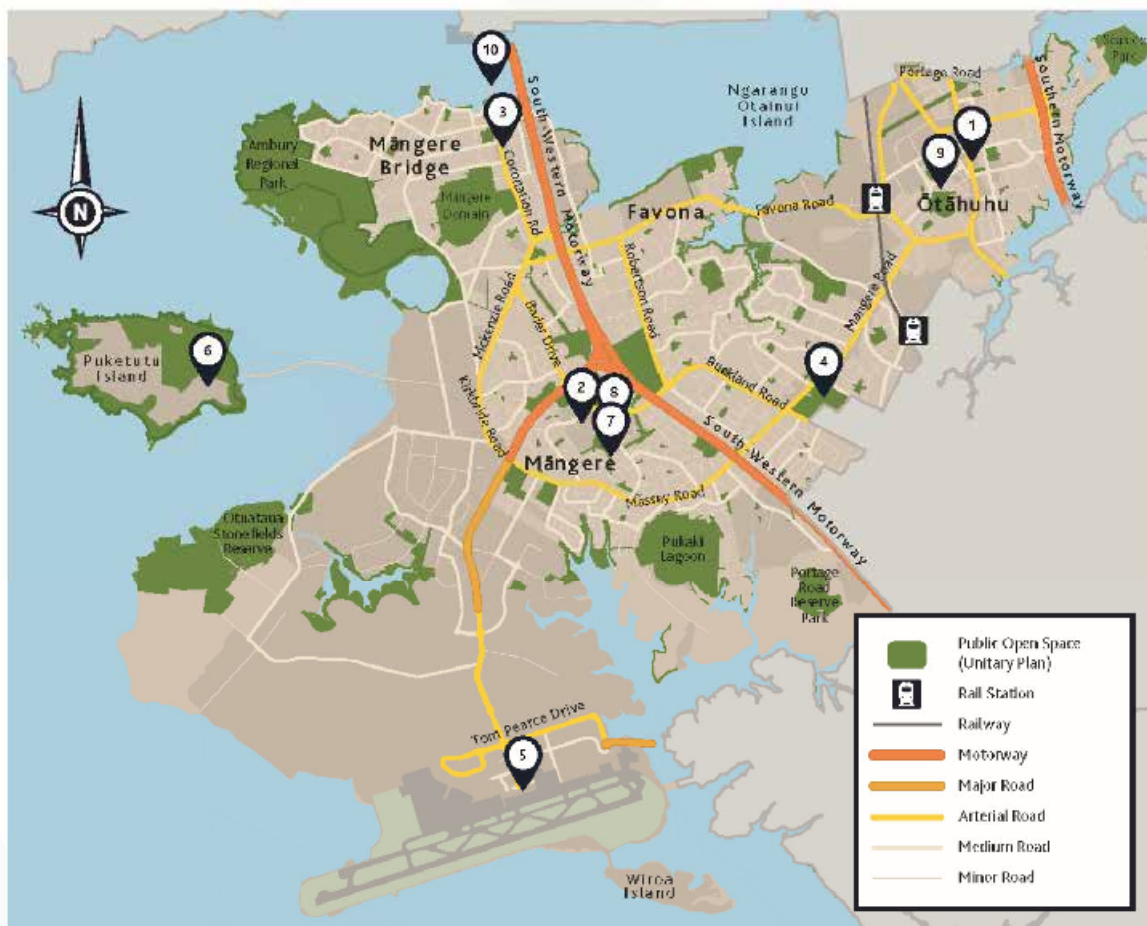 10
3
1
9
6
4
2
8
7
5
N
South-Western Motorway
Southern Motorway
Portage Road
Ngarango
Otainui
Island
Māngere
Bridge
Ambury
Regional
Park
Māngere
Domain
Coronation Rd
Favona
Favona Road
Ōtāhuhu
Mckenzie Road
Bader Drive
Robertson Road
Mangere Road
Puketutu
Island
Kirkbride Road
Buckland Road
Māngere
South-Western Motorway
Massey Road
Otuataua
Stonefields
Reserve
Pukaki
Lagoon
Portage
Road
Reserve
Park
Tom Pearce Drive
Wiroa
Island
Public Open Space
(Unitary Plan)
Rail Station
Railway
Motorway
Major Road
Arterial Road
Medium Road
Minor Road